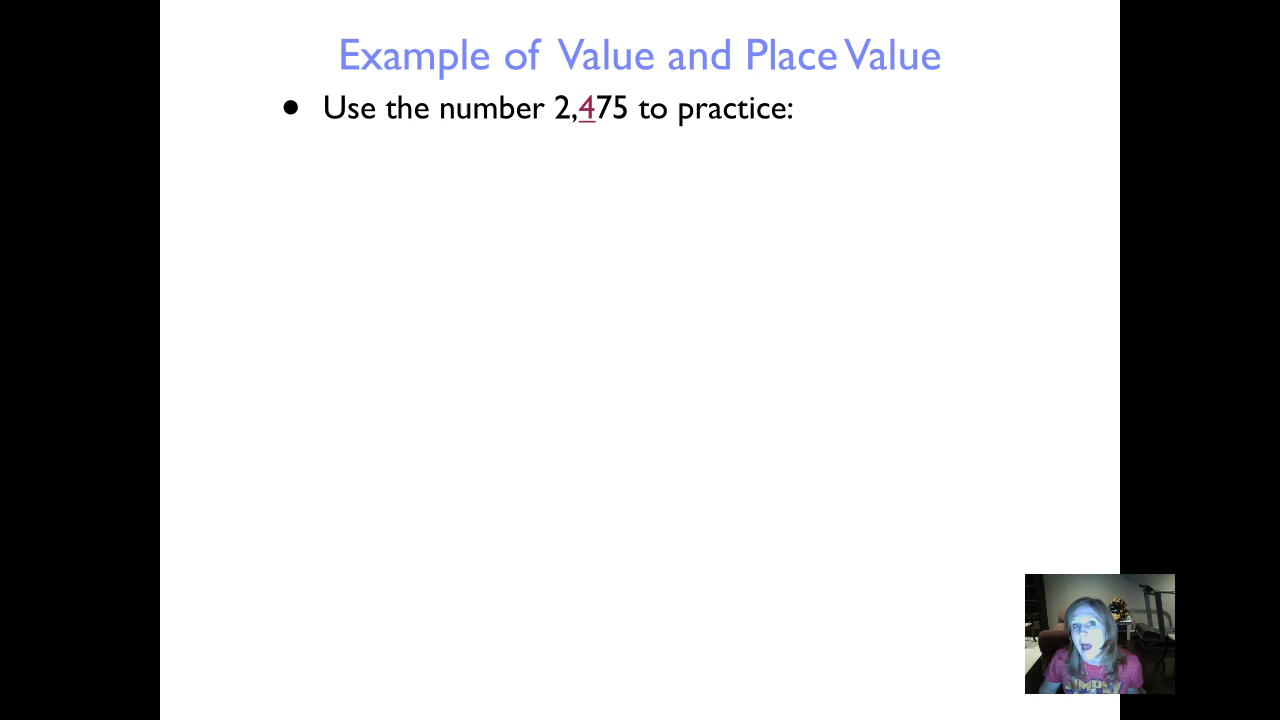 Example of Value and Place Value
● Use the number 2,475 to practice: